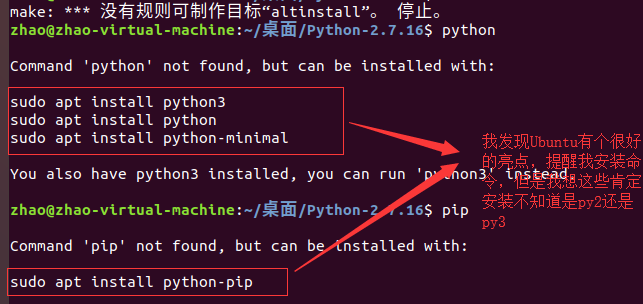 make: *** 没有规则可制作目标“altinstall”。 停止。
zhao@zhao-virtual-machine:~/桌面/Python-2.7.16$ python
Command 'python' not found, but can be installed with:
sudo apt install python3
sudo apt install python
sudo apt install python-minimal
You also have python3 installed, you can run 'python3' instead.
zhao@zhao-virtual-machine:~/桌面/Python-2.7.16$ pip
Command 'pip' not found, but can be installed with:
sudo apt install python-pip
我发现Ubuntu有个很好
的亮点，提醒我安装命
令，但是我想这些肯定
安装不知道是py2还是
py3